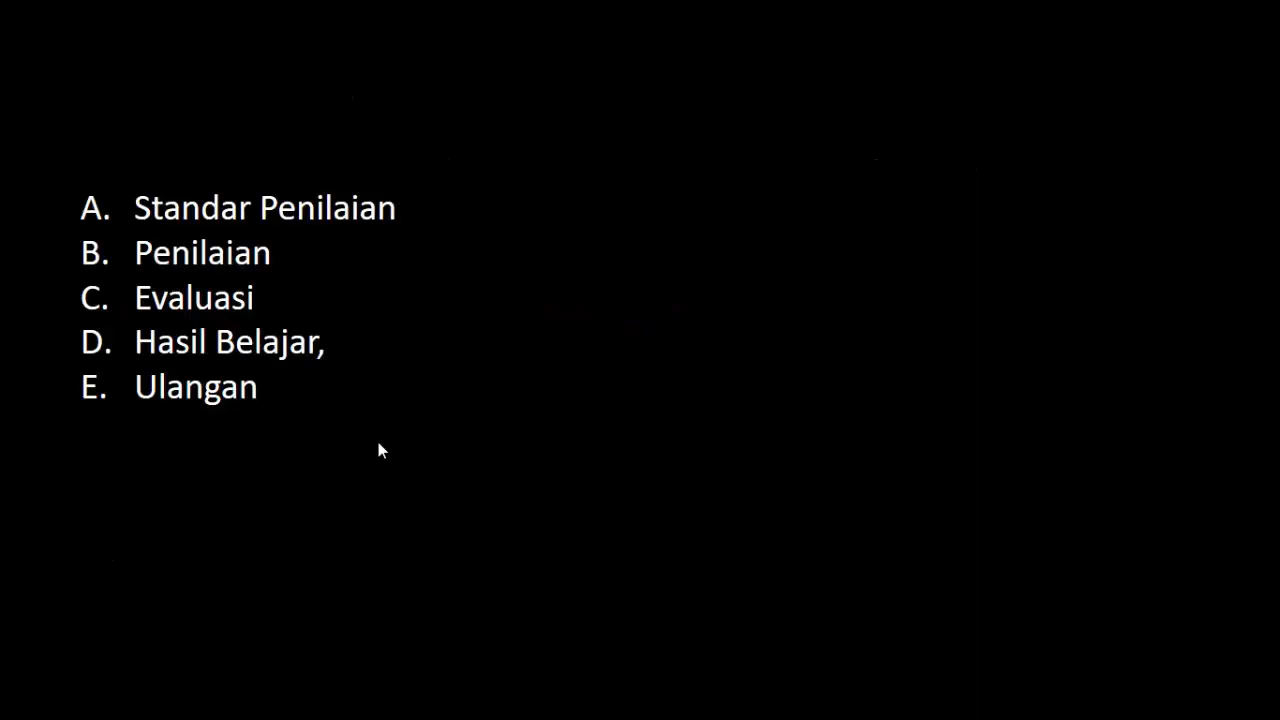 A. Standar Penilaian
B. Penilaian
C. Evaluasi
D. Hasil Belajar,
E. Ulangan